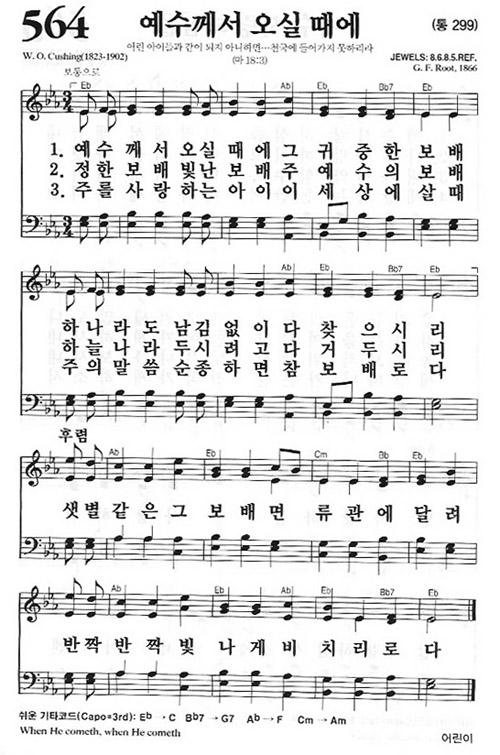 564 예수께서 오실 때에 (통 299)
어린 아이들과 같이 되지 아니하면…천국에 들어가지 못하리라
W. O. Cushing(1823-1902) (마 18:3) JEWELS: 8.6.8.5.REF.
보통으로 G. F. Root, 1866
Eb Ab Eb
1. 예수께서오실때에그귀중한보배
2. 정한보배빛난보배주예수의보배
3. 주를사랑하는아이이세상에살때
Ab Eb Bb7 Eb
하나라도남김없이다찾으시리
하늘나라두시려고다거두시리
주의말씀순종하면참보배로다
후렴
Ab Eb Cm Bb Eb
샛별같은그보배면류관에달려
Ab Eb Ab Eb Bb7 Eb
반짝반짝빛나게비치리로다
쉬운 기타코드(Capo=3rd): Eb → C Bb7 → G7 Ab → F Cm → Am
When He cometh, when He cometh 어린이